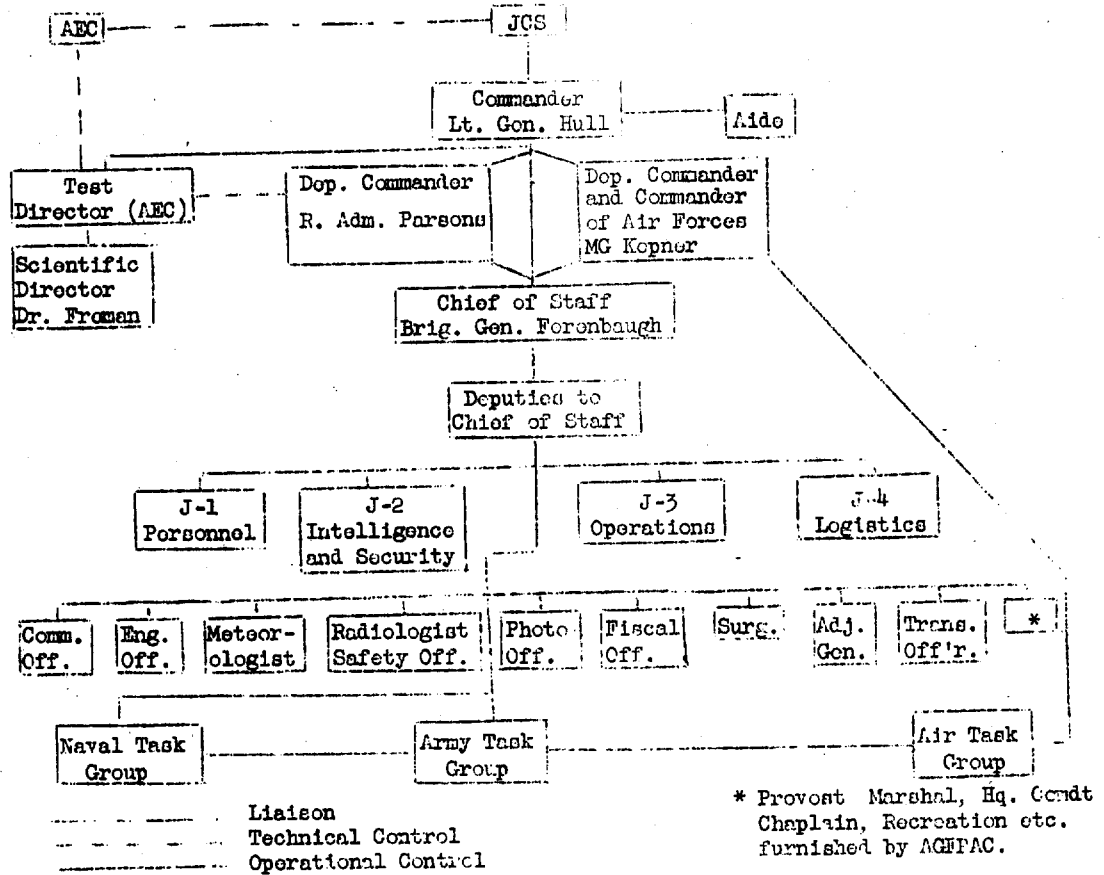 AEC
JCS
Commander
Lt. Gen. Hull
Aide
Test
Director (AEC)
Dep. Commander
R. Adm. Parsons
Dep. Commander
and Commander
of Air Forces
MG Kepner
Scientific
Director
Dr. Froman
Chief of Staff
Brig. Gen. Ferenbaugh
Deputies to
Chief of Staff
J-1
Personnel
J-2
Intelligence
and Security
J-3
Operations
J-4
Logistics
Comm.
Off.
Eng.
Off.
Meteor-
ologist
Radiologist
Safety Off.
Photo
Off.
Fiscal
Off.
Surg.
Adj.
Gen.
Trans.
Off'r.
*
Naval Task
Group
Army Task
Group
Air Task
Group
Liaison
Technical Control
Operational Control
* Provost Marshal, Hq. Comdt
Chaplain, Recreation etc.
furnished by AGFPAC.